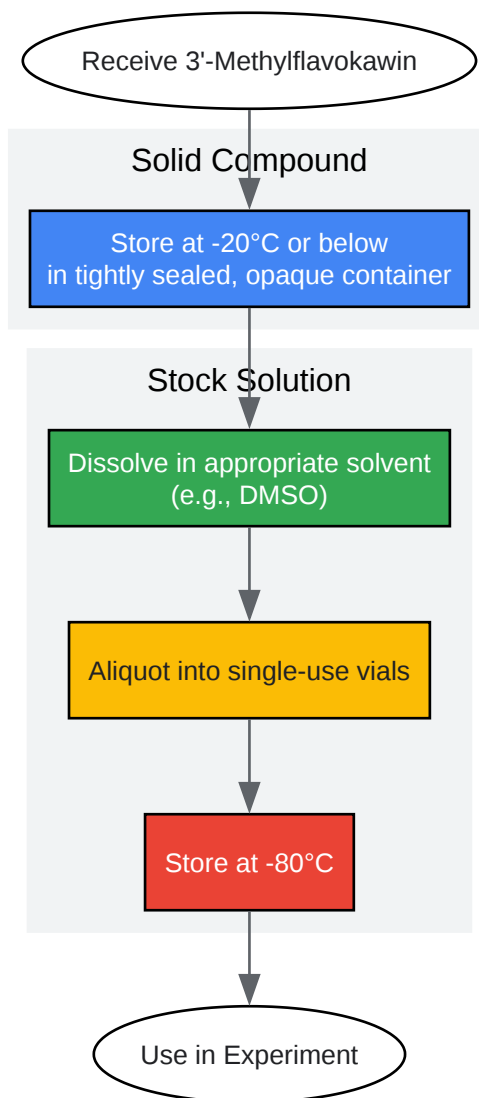 Receive 3'-Methylflavokawin
Solid Compound
Store at -20°C or below
in tightly sealed, opaque container
Stock Solution
Dissolve in appropriate solvent
(e.g., DMSO)
Aliquot into single-use vials
Store at -80°C
Use in Experiment